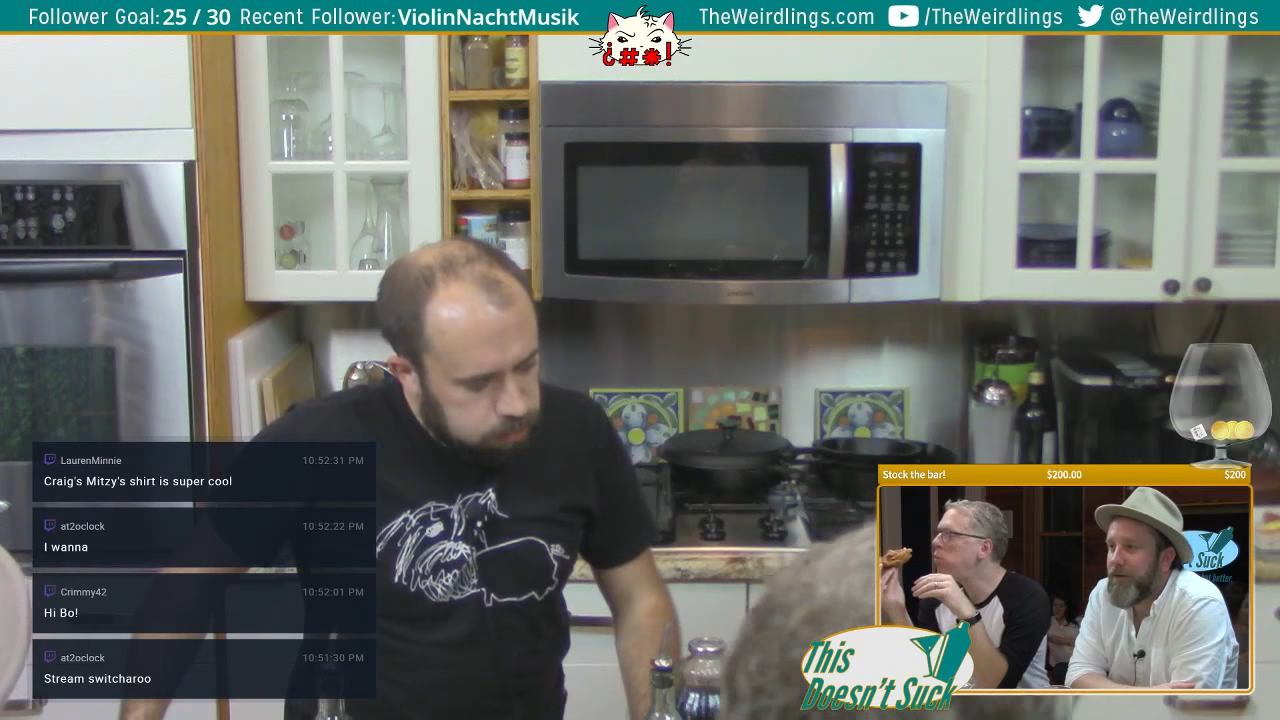 Follower Goal: 25 / 30 Recent Follower: ViolinNachtMusik
TheWeirdlings.com /TheWeirdlings @TheWeirdlings
¿#*!
LaurenMinnie 10:52:31 PM
Craig's Mitzy's shirt is super cute
at2oclock 10:52:22 PM
I wanna
Crimmy42 10:52:01 PM
Hi Bo!
at2oclock 10:51:30 PM
Stream switcharoo
Stock the bar! $200.00 $200
t Suck
better
This
Doesn't Suck